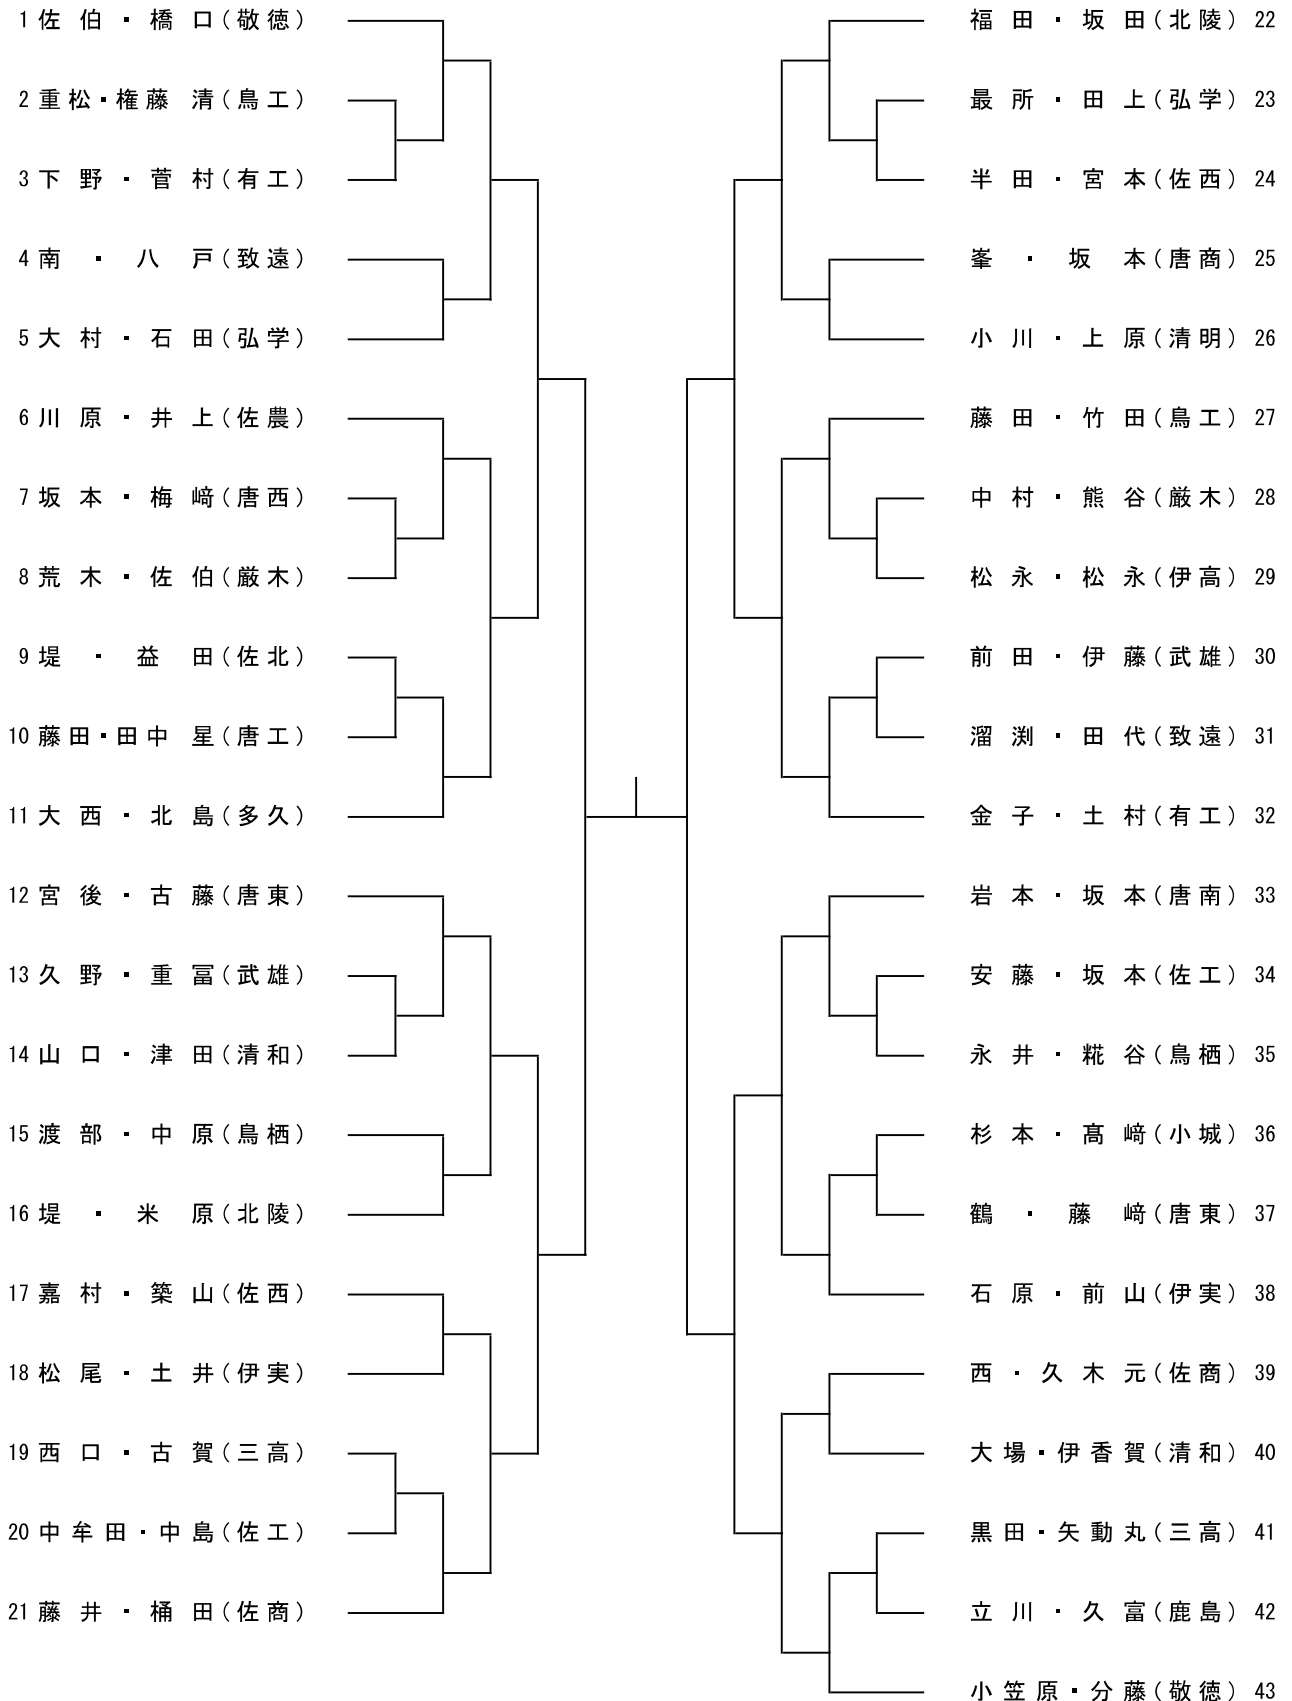 1 佐伯・橋口(敬徳)
2 重松・権藤清(鳥工)
3 下野・菅村(有工)
4 南・八戸(致遠)
5 大村・石田(弘学)
6 川原・井上(佐農)
7 坂本・梅﨑(唐西)
8 荒木・佐伯(厳木)
9 堤・益田(佐北)
10 藤田・田中星(唐工)
11 大西・北島(多久)
12 宮後・古藤(唐東)
13 久野・重冨(武雄)
14 山口・津田(清和)
15 渡部・中原(鳥栖)
16 堤・米原(北陵)
17 嘉村・築山(佐西)
18 松尾・土井(伊実)
19 西口・古賀(三高)
20 中牟田・中島(佐工)
21 藤井・桶田(佐商)
福田・坂田(北陵) 22
最所・田上(弘学) 23
半田・宮本(佐西) 24
峯・坂本(唐商) 25
小川・上原(清明) 26
藤田・竹田(鳥工) 27
中村・熊谷(厳木) 28
松永・松永(伊高) 29
前田・伊藤(武雄) 30
溜渕・田代(致遠) 31
金子・土村(有工) 32
岩本・坂本(唐南) 33
安藤・坂本(佐工) 34
永井・糀谷(鳥栖) 35
杉本・髙﨑(小城) 36
鶴・藤﨑(唐東) 37
石原・前山(伊実) 38
西・久木元(佐商) 39
大場・伊香賀(清和) 40
黒田・矢動丸(三高) 41
立川・久富(鹿島) 42
小笠原・分藤(敬徳) 43